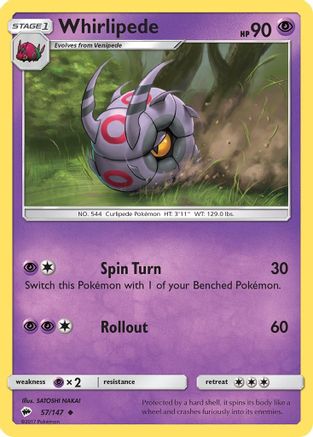 STAGE 1
Whirlipede
HP 90
Evolves from Venipede
NO. 544 Curlipede Pokémon HT: 3'11" WT: 129.0 lbs.
Spin Turn 30
Switch this Pokémon with 1 of your Benched Pokémon.
Rollout 60
weakness ×2 resistance retreat
Illus. SATOSHI NAKAI
57/147
©2017 Pokémon
Protected by a hard shell, it spins its body like a
wheel and crashes furiously into its enemies.